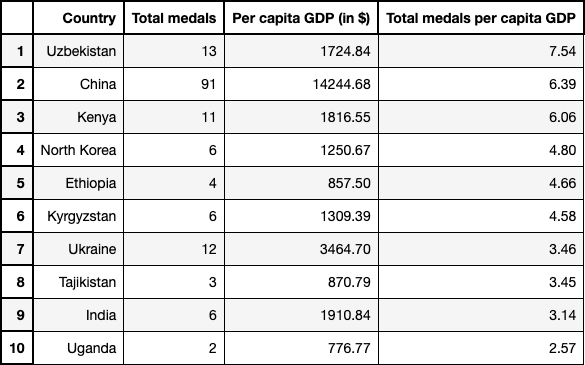 Country Total medals Per capita GDP (in $) Total medals per capita GDP
1 Uzbekistan 13 1724.84 7.54
2 China 91 14244.68 6.39
3 Kenya 11 1816.55 6.06
4 North Korea 6 1250.67 4.80
5 Ethiopia 4 857.50 4.66
6 Kyrgyzstan 6 1309.39 4.58
7 Ukraine 12 3464.70 3.46
8 Tajikistan 3 870.79 3.45
9 India 6 1910.84 3.14
10 Uganda 2 776.77 2.57